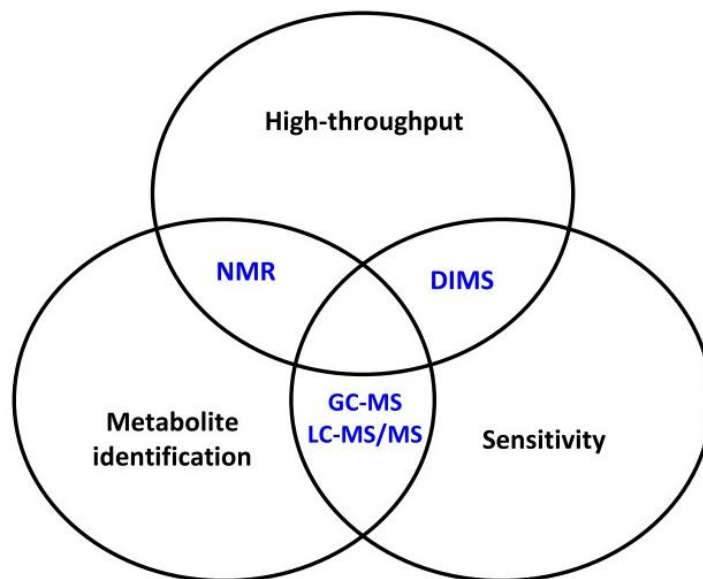 High-throughput
NMR
DIMS
Metabolite
identification
GC-MS
LC-MS/MS
Sensitivity